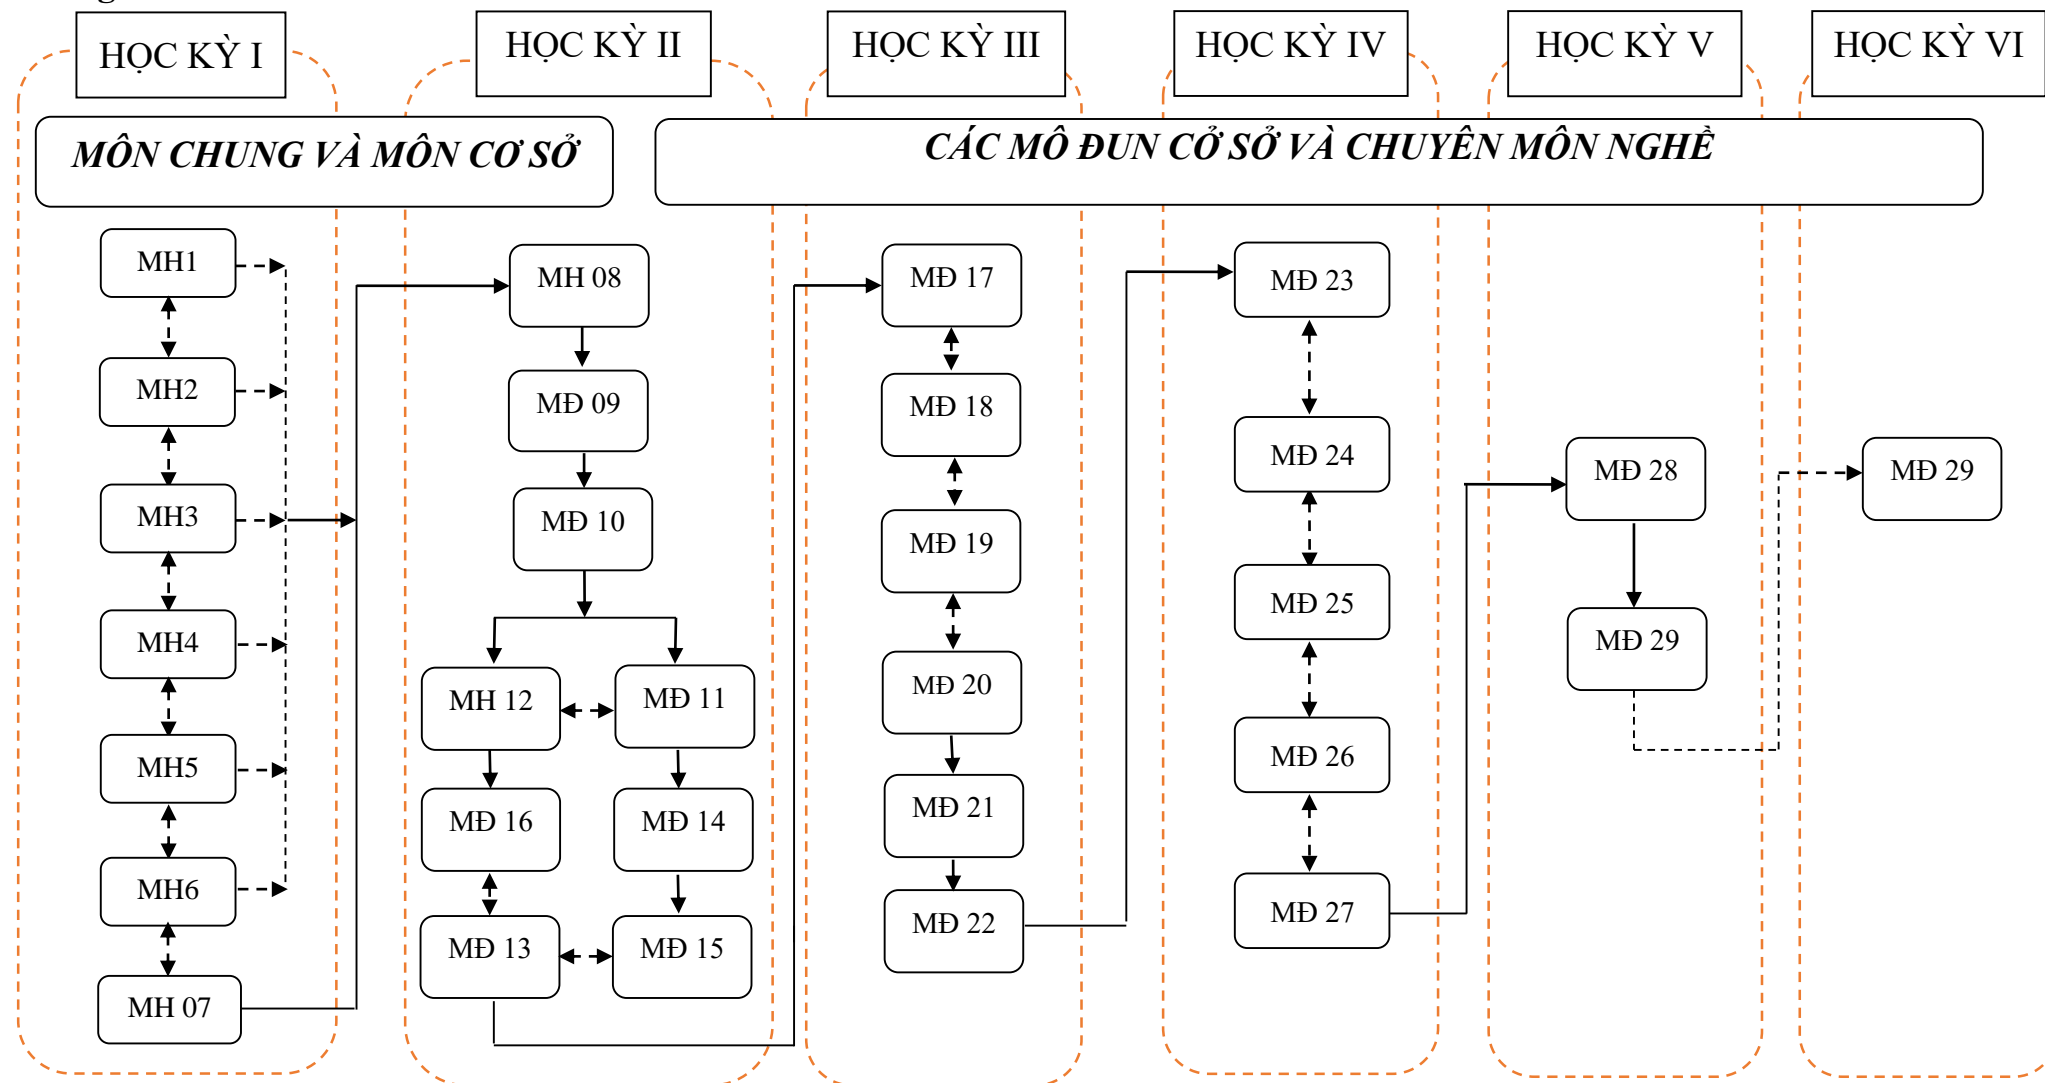 HỌC KỲ I
HỌC KỲ II
HỌC KỲ III
HỌC KỲ IV
HỌC KỲ V
HỌC KỲ VI
MÔN CHUNG VÀ MÔN CƠ SỞ
CÁC MÔ ĐUN CỞ SỞ VÀ CHUYÊN MÔN NGHỀ
MH1
MH2
MH3
MH4
MH5
MH6
MH 07
MH 08
MĐ 09
MĐ 10
MH 12
MĐ 11
MĐ 16
MĐ 14
MĐ 13
MĐ 15
MĐ 17
MĐ 18
MĐ 19
MĐ 20
MĐ 21
MĐ 22
MĐ 23
MĐ 24
MĐ 25
MĐ 26
MĐ 27
MĐ 28
MĐ 29
MĐ 29